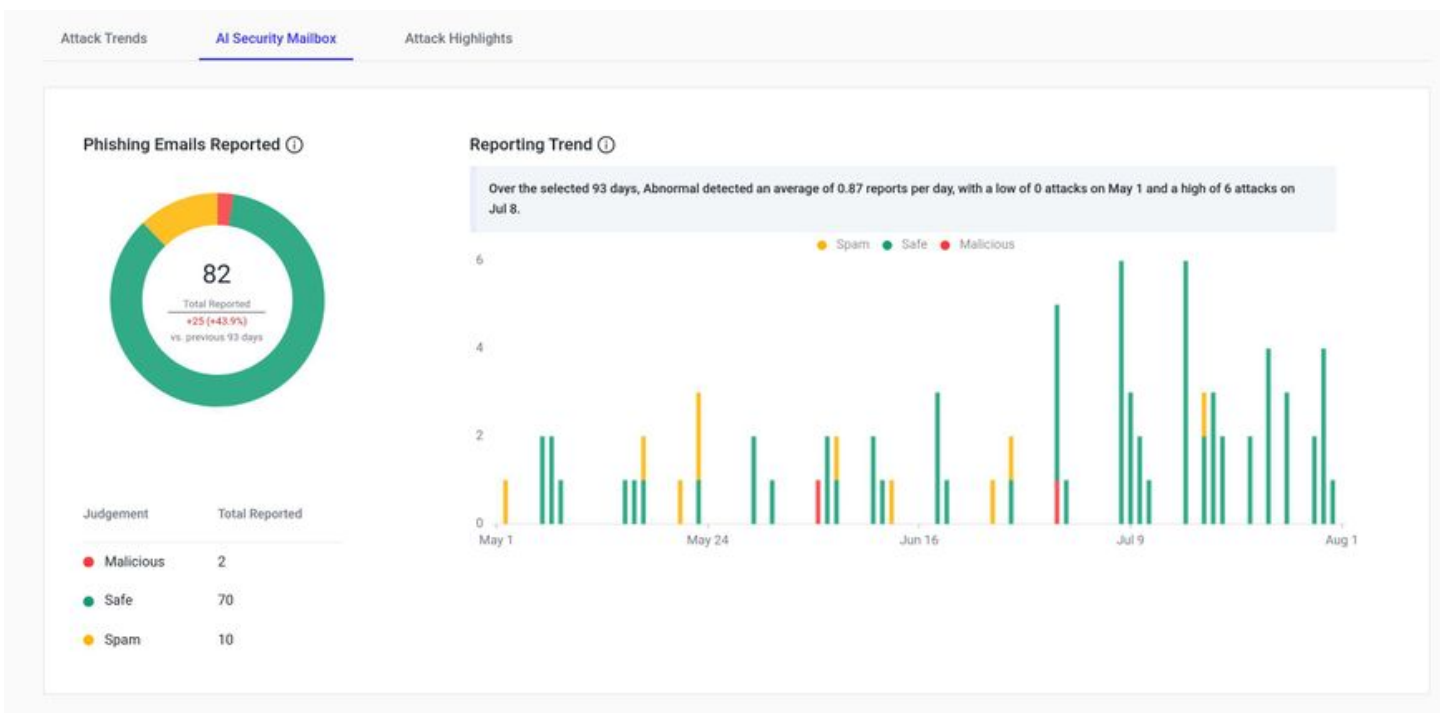 Attack Trends
AI Security Mailbox
Attack Highlights
Phishing Emails Reported
82
Total Reported
+25 (+43.9%)
vs. previous 93 days
Judgement Total Reported
Malicious 2
Safe 70
Spam 10
Reporting Trend
Over the selected 93 days, Abnormal detected an average of 0.87 reports per day, with a low of 0 attacks on May 1 and a high of 6 attacks on
Jul 8.
Spam Safe Malicious
6
4
2
0
May 1 May 24 Jun 16 Jul 9 Aug 1